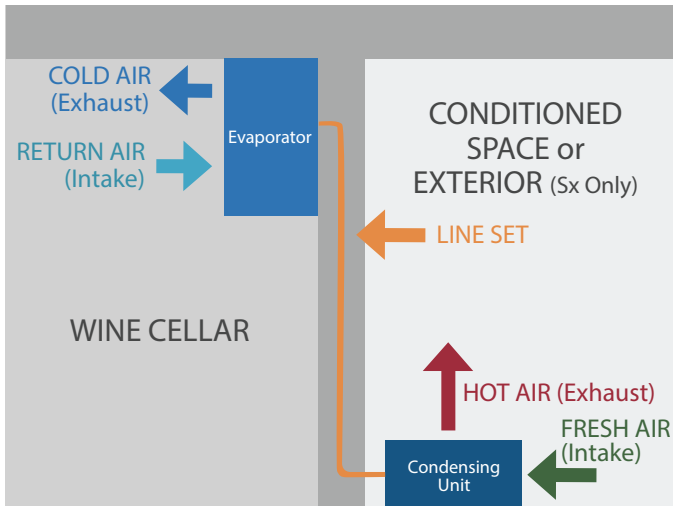 COLD AIR
(Exhaust)
Evaporator
RETURN AIR
(Intake)
CONDITIONED
SPACE or
EXTERIOR (Sx Only)
LINE SET
WINE CELLAR
HOT AIR (Exhaust)
FRESH AIR
(Intake)
Condensing
Unit